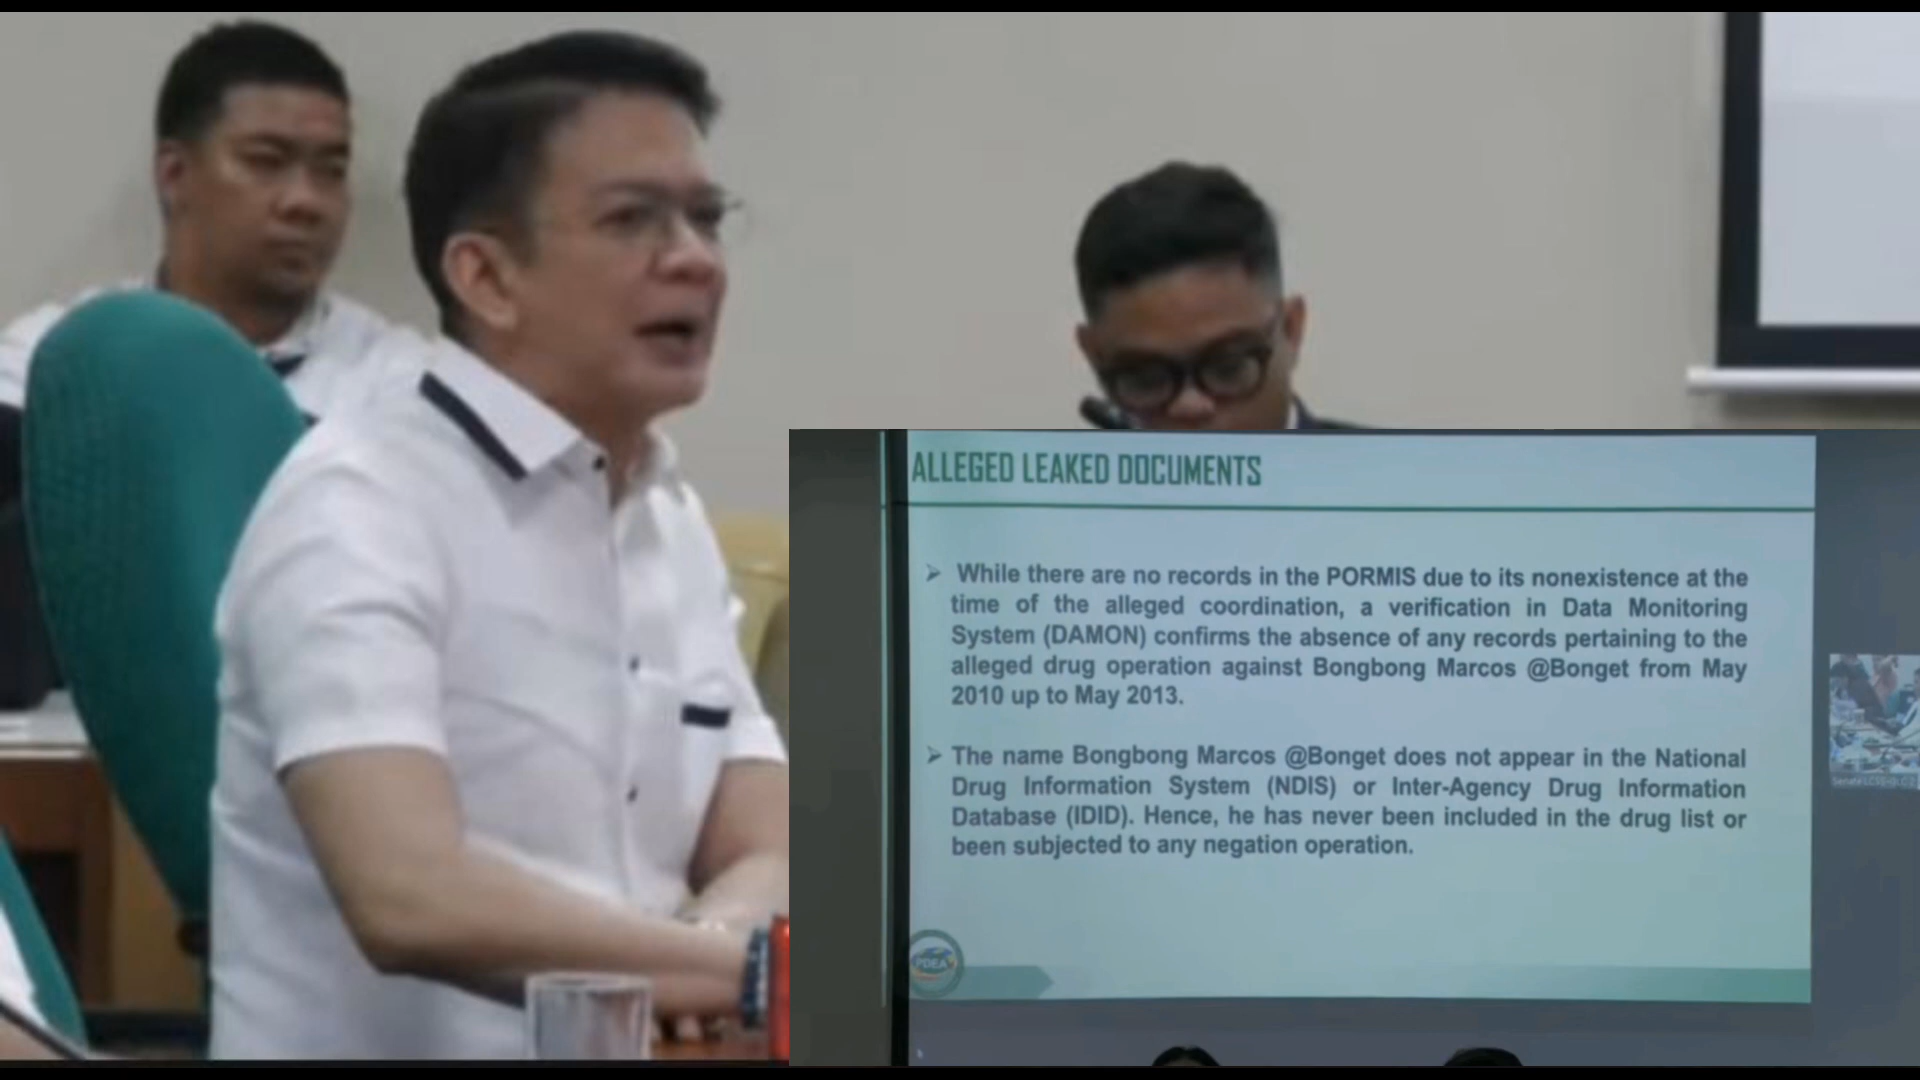 ALLEGED LEAKED DOCUMENTS
➢ While there are no records in the PORMIS due to its nonexistence at the
time of the alleged coordination, a verification in Data Monitoring
System (DAMON) confirms the absence of any records pertaining to the
alleged drug operation against Bongbong Marcos @Bonget from May
2010 up to May 2013.
➢ The name Bongbong Marcos @Bonget does not appear in the National
Drug Information System (NDIS) or Inter-Agency Drug Information
Database (IDID). Hence, he has never been included in the drug list or
been subjected to any negation operation.
PDEA